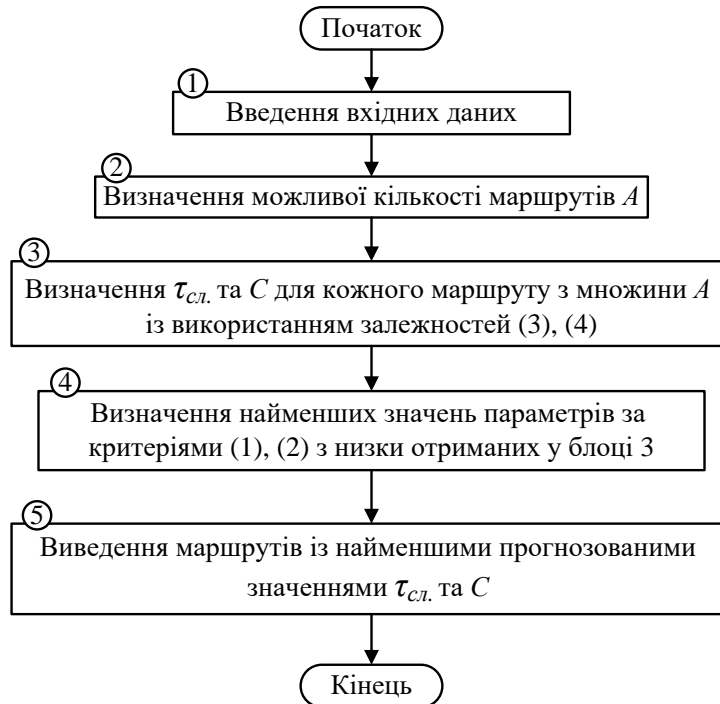 Початок
1
Введення вхідних даних
2
Визначення можливої кількості маршрутів A
3
Визначення τсл. та C для кожного маршруту з множини A
із використанням залежностей (3), (4)
4
Визначення найменших значень параметрів за
критеріями (1), (2) з низки отриманих у блоці 3
5
Виведення маршрутів із найменшими прогнозованими
значеннями τсл. та C
Кінець